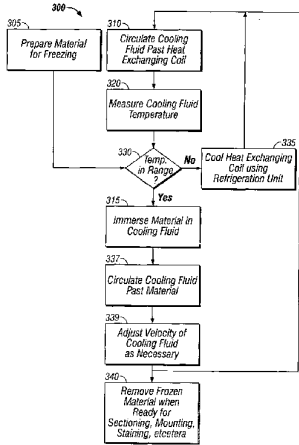 300
305
Prepare Material
for Freezing
310
Circulate Cooling
Fluid Past Heat
Exchanging Coil
320
Measure Cooling Fluid
Temperature
330
Temp.
in Range
?
No
335
Cool Heat Exchanging
Coil using
Refrigeration Unit
Yes
315
Immerse Material in
Cooling Fluid
337
Circulate Cooling Fluid
Past Material
339
Adjust Velocity of
Cooling Fluid
as Necessary
340
Remove Frozen
Material when
Ready for
Sectioning, Mounting,
Staining, etcetera